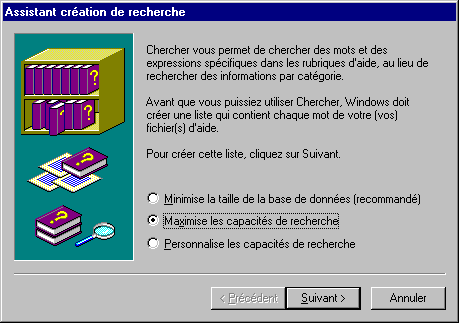 Assistant création de recherche
Chercher vous permet de chercher des mots et des
expressions spécifiques dans les rubriques d'aide, au lieu de
rechercher des informations par catégorie.
Avant que vous puissiez utiliser Chercher, Windows doit
créer une liste qui contient chaque mot de votre (vos)
fichier(s) d'aide.
Pour créer cette liste, cliquez sur Suivant.
Minimise la taille de la base de données (recommandé)
Maximise les capacités de recherche
Personnalise les capacités de recherche
< Précédent Suivant > Annuler